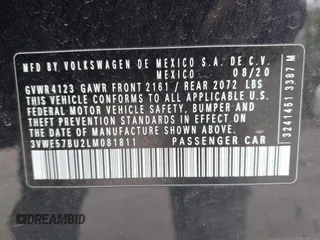 MFD BY VOLKSWAGEN DE MEXICO S.A. DE C.V.
MEXICO 08/20
GVWR4123 GAWR FRONT 2161 / REAR 2072 LBS
THIS VEHICLE CONFORMS TO ALL APPLICABLE U.S.
FEDERAL MOTOR VEHICLE SAFETY, BUMPER AND
THEFT PREVENTION STANDARDS IN EFFECT ON THE
DATE OF MANUFACTURE SHOWN ABOVE.
3VWE57BU2LM081811 PASSENGER CAR
3241451 3387 M
DREAMBID